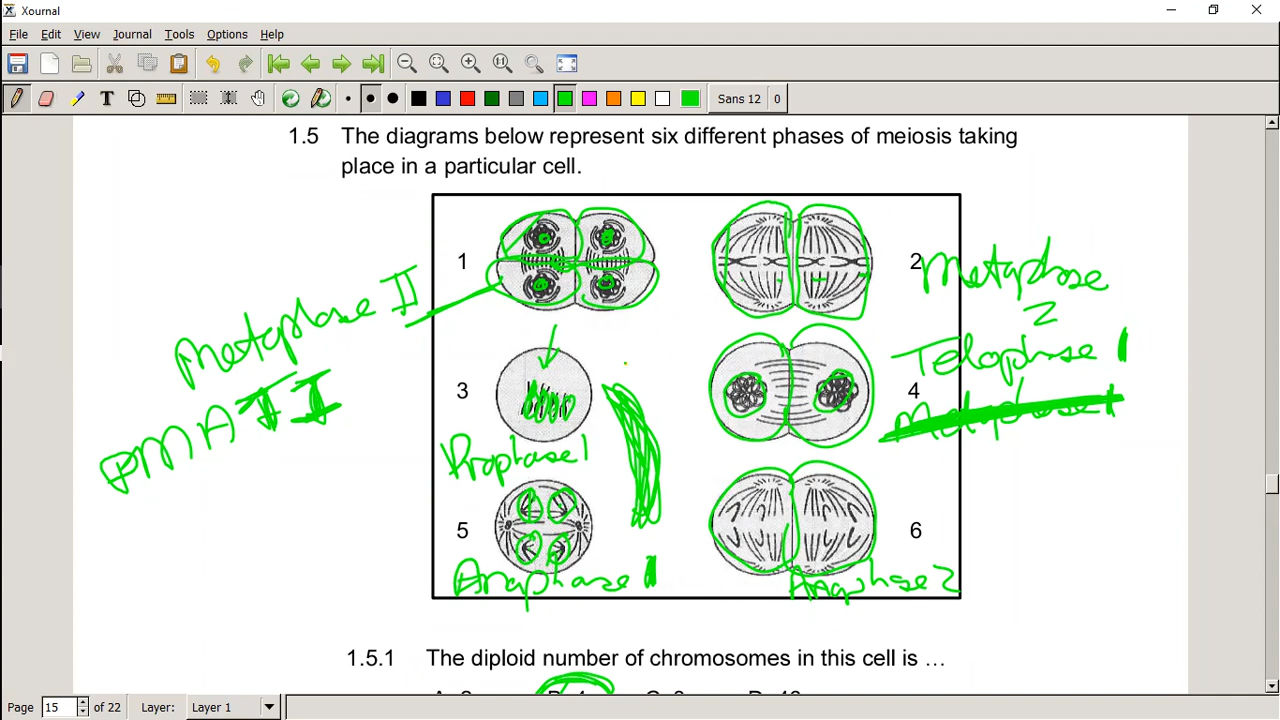 Xournal
File Edit View Journal Tools Options Help
Sans 12 0
1.5 The diagrams below represent six different phases of meiosis taking
place in a particular cell.
1
2
Metaphase
2
Metaphase II
PMAT I
3
Prophase 1
4
Telophase 1
Metaphase 1
5
Anaphase 1
6
Anaphase 2
1.5.1 The diploid number of chromosomes in this cell is …
Page 15 of 22 Layer: Layer 1